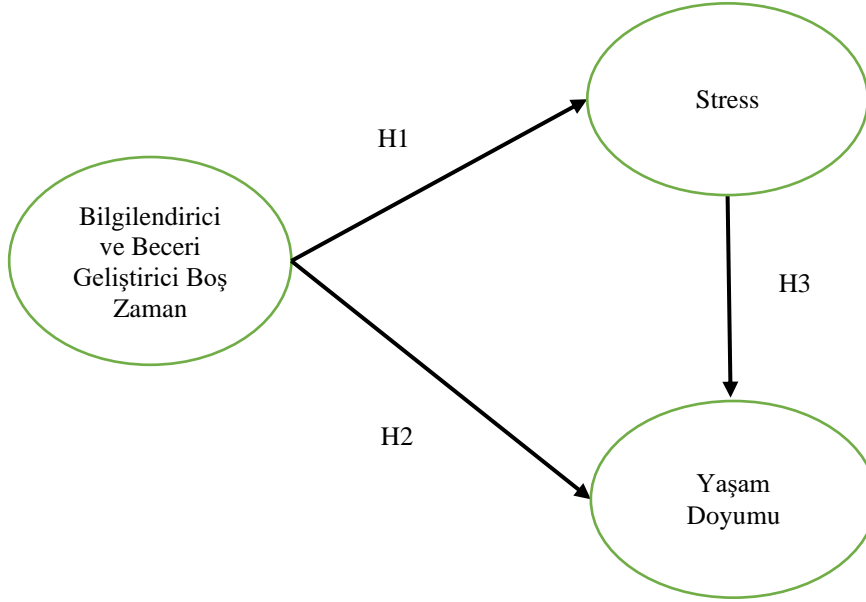 Stress
H1
Bilgilendirici
ve Beceri
Geliştirici Boş
Zaman
H3
H2
Yaşam
Doyumu